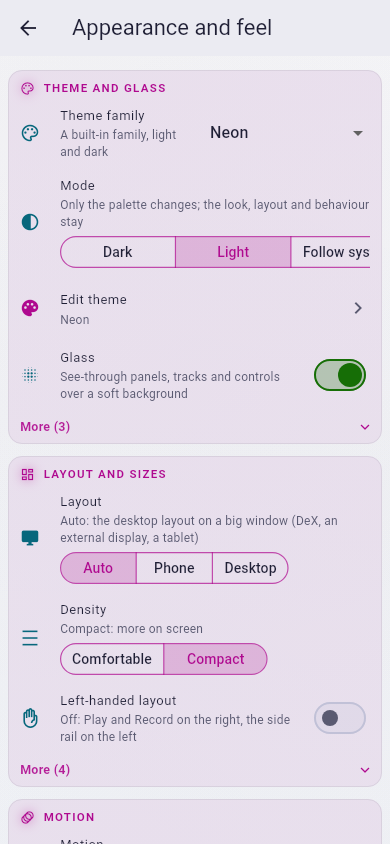 Appearance and feel
THEME AND GLASS
Theme family
A built-in family, light
and dark
Neon
Mode
Only the palette changes; the look, layout and behaviour
stay
Dark
Light
Follow sys
Edit theme
Neon
Glass
See-through panels, tracks and controls
over a soft background
More (3)
LAYOUT AND SIZES
Layout
Auto: the desktop layout on a big window (DeX, an
external display, a tablet)
Auto
Phone
Desktop
Density
Compact: more on screen
Comfortable
Compact
Left-handed layout
Off: Play and Record on the right, the side
rail on the left
More (4)
MOTION
Motion